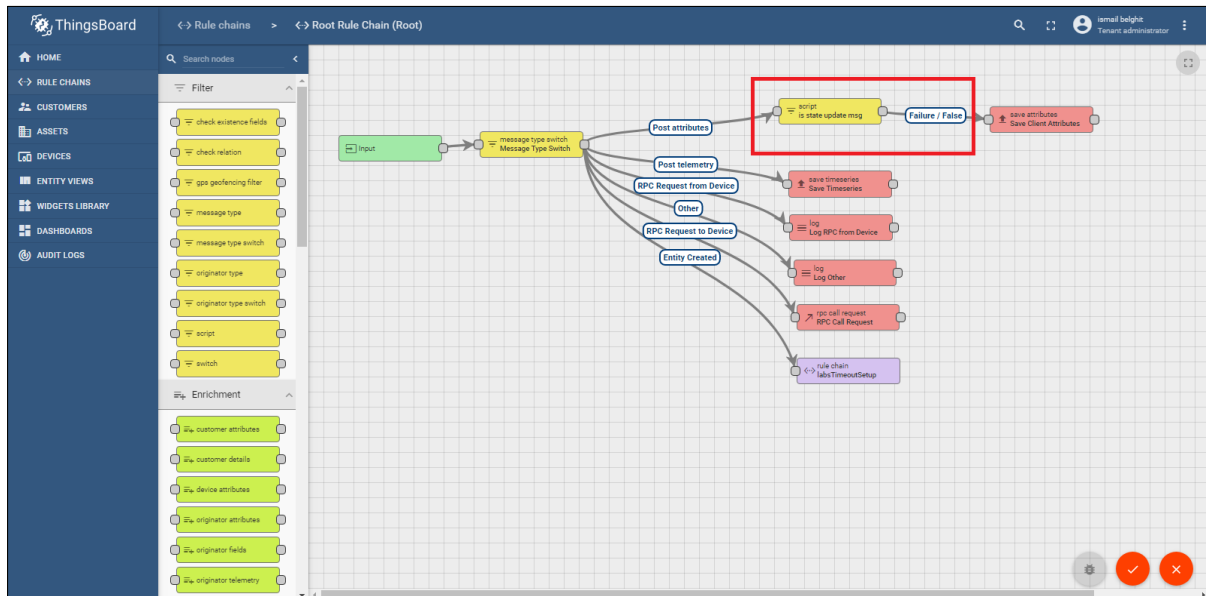 ThingsBoard
<··> Rule chains > <··> Root Rule Chain (Root)
ismail belghit
Tenant administrator
HOME
RULE CHAINS
CUSTOMERS
ASSETS
DEVICES
ENTITY VIEWS
WIDGETS LIBRARY
DASHBOARDS
AUDIT LOGS
Search nodes
Filter
check existence fields
check relation
gps geofencing filter
message type
message type switch
originator type
originator type switch
script
switch
Enrichment
customer attributes
customer details
device attributes
originator attributes
originator fields
originator telemetry
Input
message type switch
Message Type Switch
Post attributes
Post telemetry
RPC Request from Device
Other
RPC Request to Device
Entity Created
script
is state update msg
Failure / False
save attributes
Save Client Attributes
save timeseries
Save Timeseries
log
Log RPC from Device
log
Log Other
rpc call request
RPC Call Request
rule chain
labsTimeoutSetup